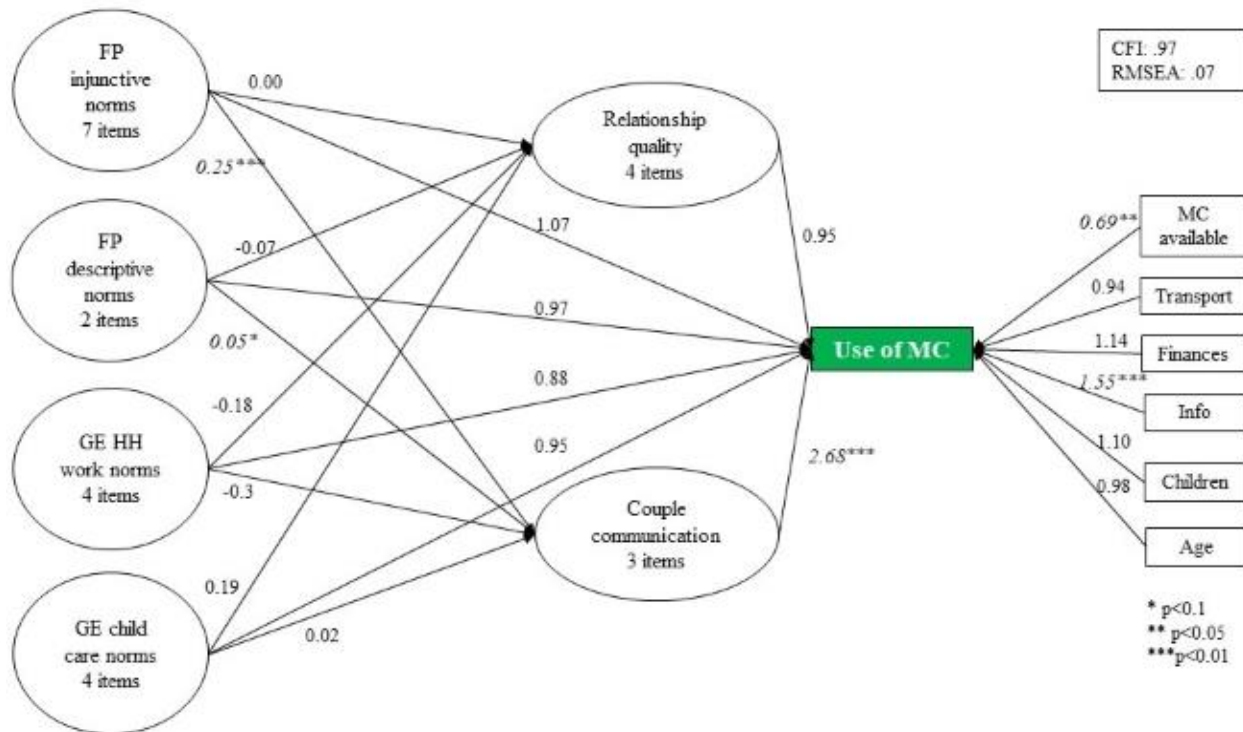 FP
injunctive
norms
7 items
0.00
0.25***
FP
descriptive
norms
2 items
-0.07
0.05*
GE HH
work norms
4 items
-0.18
-0.3
GE child
care norms
4 items
0.19
0.02
Relationship
quality
4 items
1.07
0.97
0.88
0.95
Couple
communication
3 items
0.95
2.68***
Use of MC
CFI: .97
RMSEA: .07
0.69**
MC
available
0.94
Transport
1.14
Finances
1.55***
Info
1.10
Children
0.98
Age
* p<0.1
** p<0.05
***p<0.01